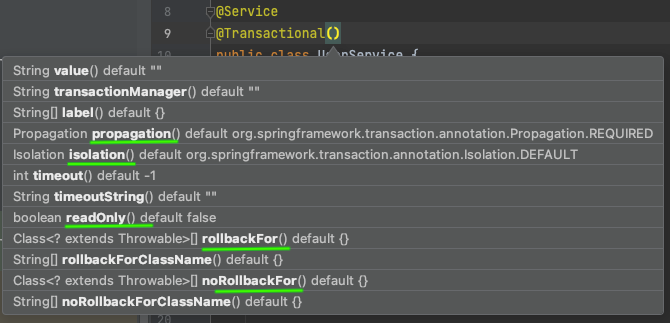 8 @Service
9 @Transactional()
10 public class UserService {
String value() default ""
String transactionManager() default ""
String[] label() default {}
Propagation propagation() default org.springframework.transaction.annotation.Propagation.REQUIRED
Isolation isolation() default org.springframework.transaction.annotation.Isolation.DEFAULT
int timeout() default -1
String timeoutString() default ""
boolean readOnly() default false
Class<? extends Throwable>[] rollbackFor() default {}
String[] rollbackForClassName() default {}
Class<? extends Throwable>[] noRollbackFor() default {}
String[] noRollbackForClassName() default {}
20